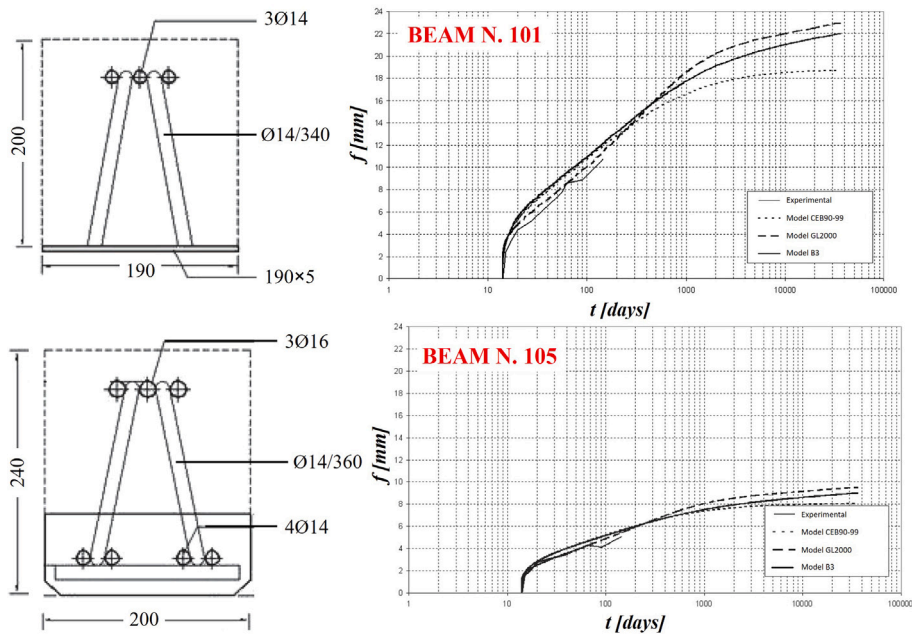 3Ø14
200
Ø14/340
190
190×5
BEAM N. 101
f [mm]
24
22
20
18
16
14
12
10
8
6
4
2
0
Experimental
Model CEB90-99
Model GL2000
Model B3
1
10
100
1000
10000
100000
t [days]
3Ø16
240
Ø14/360
4Ø14
200
BEAM N. 105
f [mm]
24
22
20
18
16
14
12
10
8
6
4
2
0
Experimental
Model CEB90-99
Model GL2000
Model B3
1
10
100
1000
10000
100000
t [days]